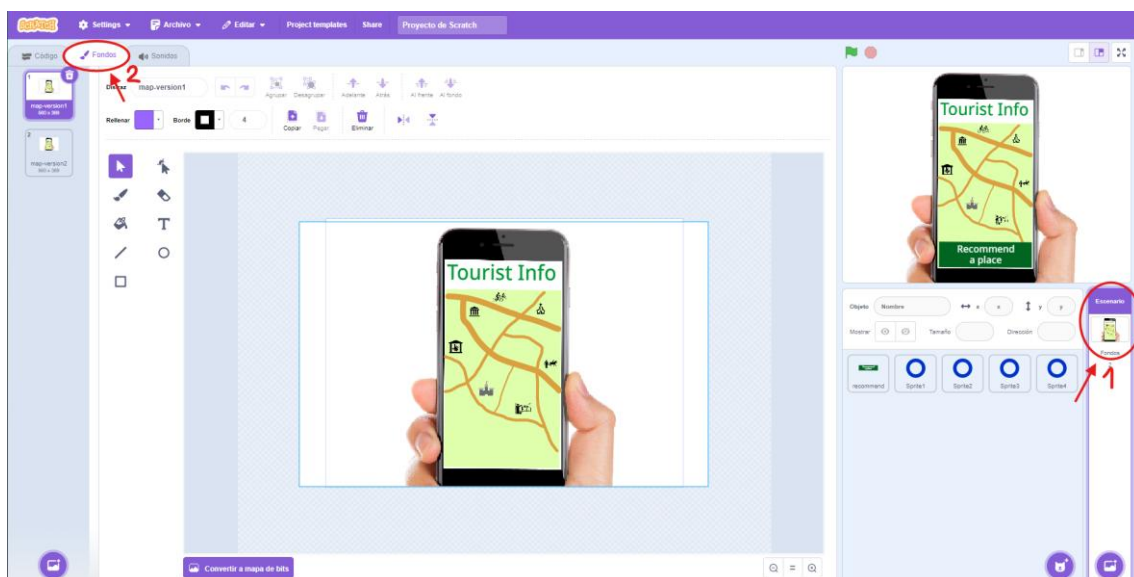 SCRATCH Settings Archivo Editar Project templates Share Proyecto de Scratch
Código Fondos Sonidos
2
1
map-version1
2
map-version2
Disfraz map-version1 Agrupar Desagrupar Adelante Atrás Al frente Al fondo
Rellenar Borde 4 Copiar Pegar Eliminar
T
Tourist Info
Convertir a mapa de bits
=
Tourist Info
Recommend
a place
Objeto Nombre x x y y
Mostrar Tamaño Dirección
recommend Sprite1 Sprite2 Sprite3 Sprite4
Escenario
Fondos
1